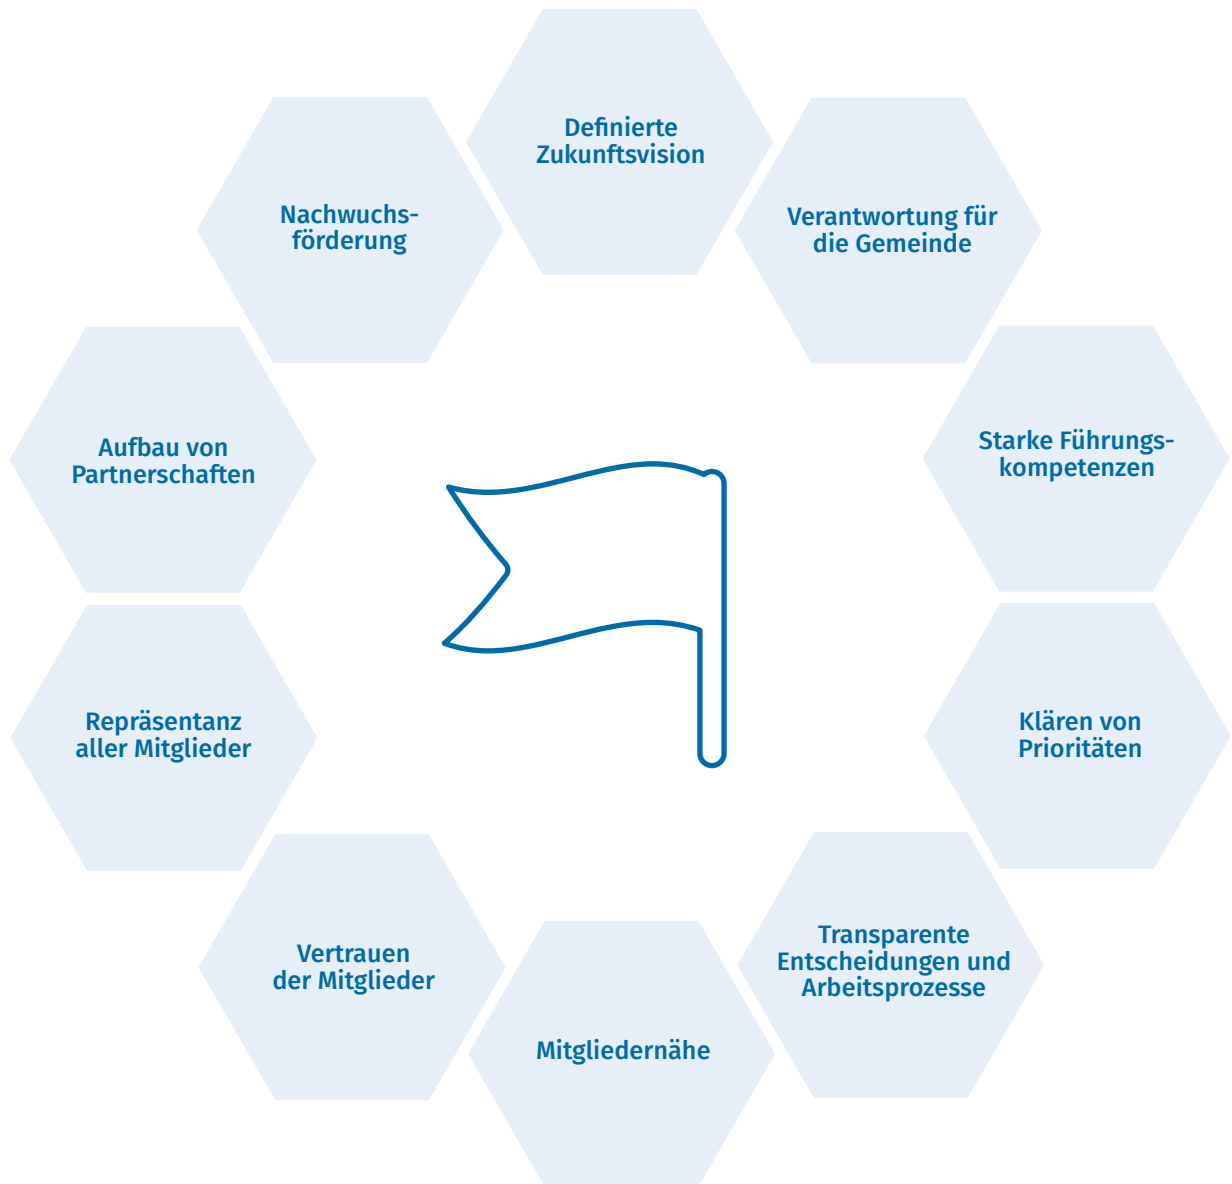 Definierte
Zukunftsvision
Verantwortung für
die Gemeinde
Starke Führungs-
kompetenzen
Klären von
Prioritäten
Transparente
Entscheidungen und
Arbeitsprozesse
Mitgliedernähe
Vertrauen
der Mitglieder
Repräsentanz
aller Mitglieder
Aufbau von
Partnerschaften
Nachwuchs-
förderung